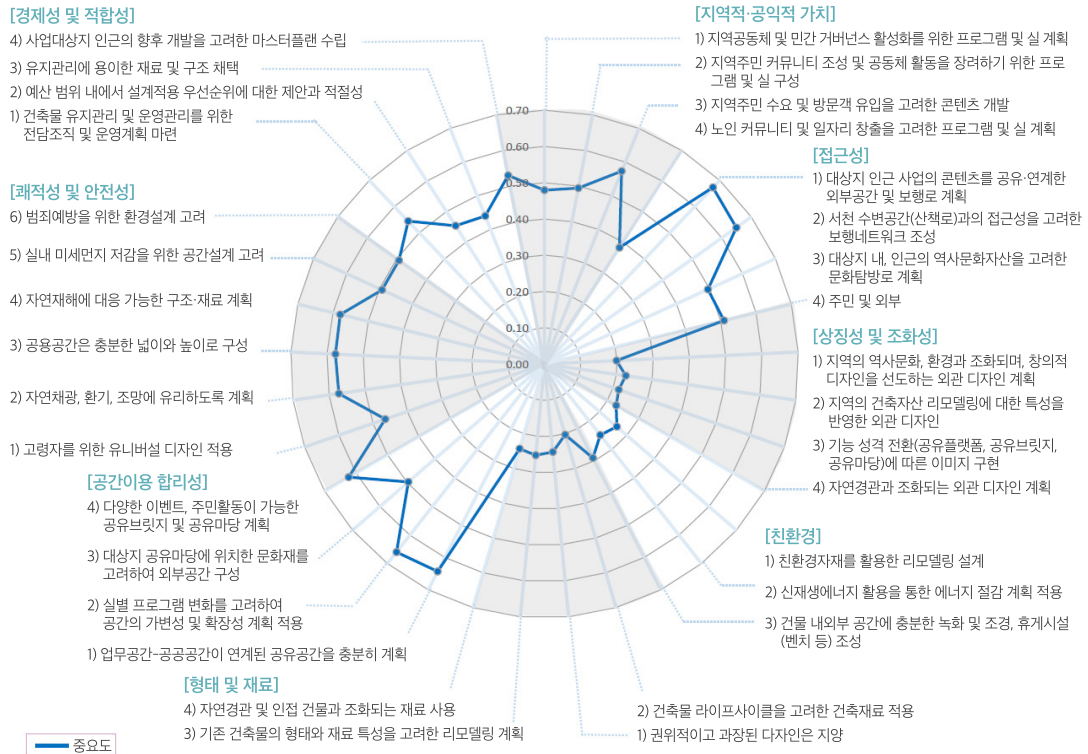 [경제성 및 적합성]
4) 사업대상지 인근의 향후 개발을 고려한 마스터플랜 수립
3) 유지관리에 용이한 재료 및 구조 채택
2) 예산 범위 내에서 설계적용 우선순위에 대한 제안과 적절성
1) 건축물 유지관리 및 운영관리를 위한
전담조직 및 운영계획 마련
[쾌적성 및 안전성]
6) 범죄예방을 위한 환경설계 고려
5) 실내 미세먼지 저감을 위한 공간설계 고려
4) 자연재해에 대응 가능한 구조·재료 계획
3) 공용공간은 충분한 넓이와 높이로 구성
2) 자연채광, 환기, 조망에 유리하도록 계획
1) 고령자를 위한 유니버설 디자인 적용
[공간이용 합리성]
4) 다양한 이벤트, 주민활동이 가능한
공유브릿지 및 공유마당 계획
3) 대상지 공유마당에 위치한 문화재를
고려하여 외부공간 구성
2) 실별 프로그램 변화를 고려하여
공간의 가변성 및 확장성 계획 적용
1) 업무공간-공공공간이 연계된 공유공간을 충분히 계획
[형태 및 재료]
4) 자연경관 및 인접 건물과 조화되는 재료 사용
3) 기존 건축물의 형태와 재료 특성을 고려한 리모델링 계획
중요도
0.70
0.60
0.50
0.40
0.30
0.20
0.10
0.00
[지역적·공익적 가치]
1) 지역공동체 및 민간 거버넌스 활성화를 위한 프로그램 및 실 계획
2) 지역주민 커뮤니티 조성 및 공동체 활동을 장려하기 위한 프로
그램 및 실 구성
3) 지역주민 수요 및 방문객 유입을 고려한 콘텐츠 개발
4) 노인 커뮤니티 및 일자리 창출을 고려한 프로그램 및 실 계획
[접근성]
1) 대상지 인근 사업의 콘텐츠를 공유·연계한
외부공간 및 보행로 계획
2) 서천 수변공간(산책로)과의 접근성을 고려한
보행네트워크 조성
3) 대상지 내, 인근의 역사문화자산을 고려한
문화탐방로 계획
4) 주민 및 외부
[상징성 및 조화성]
1) 지역의 역사문화, 환경과 조화되며, 창의적
디자인을 선도하는 외관 디자인 계획
2) 지역의 건축자산 리모델링에 대한 특성을
반영한 외관 디자인
3) 기능 성격 전환(공유플랫폼, 공유브릿지,
공유마당)에 따른 이미지 구현
4) 자연경관과 조화되는 외관 디자인 계획
[친환경]
1) 친환경자재를 활용한 리모델링 설계
2) 신재생에너지 활용을 통한 에너지 절감 계획 적용
3) 건물 내외부 공간에 충분한 녹화 및 조경, 휴게시설
(벤치 등) 조성
2) 건축물 라이프사이클을 고려한 건축재료 적용
1) 권위적이고 과장된 디자인은 지양